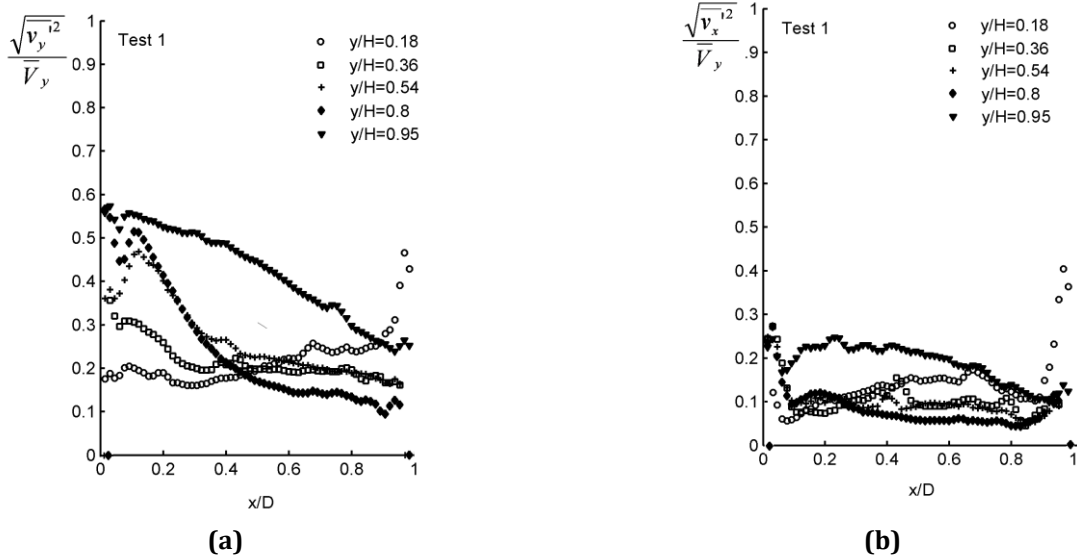 √v̅y'² / V̅y
1
0.9
0.8
0.7
0.6
0.5
0.4
0.3
0.2
0.1
0
Test 1
y/H=0.18
y/H=0.36
y/H=0.54
y/H=0.8
y/H=0.95
0 0.2 0.4 0.6 0.8 1
x/D
(a)
√v̅x'² / V̅y
1
.9
0.8
0.7
0.6
0.5
0.4
0.3
0.2
0.1
0
Test 1
y/H=0.18
y/H=0.36
y/H=0.54
y/H=0.8
y/H=0.95
0 0.2 0.4 0.6 0.8 1
x/D
(b)